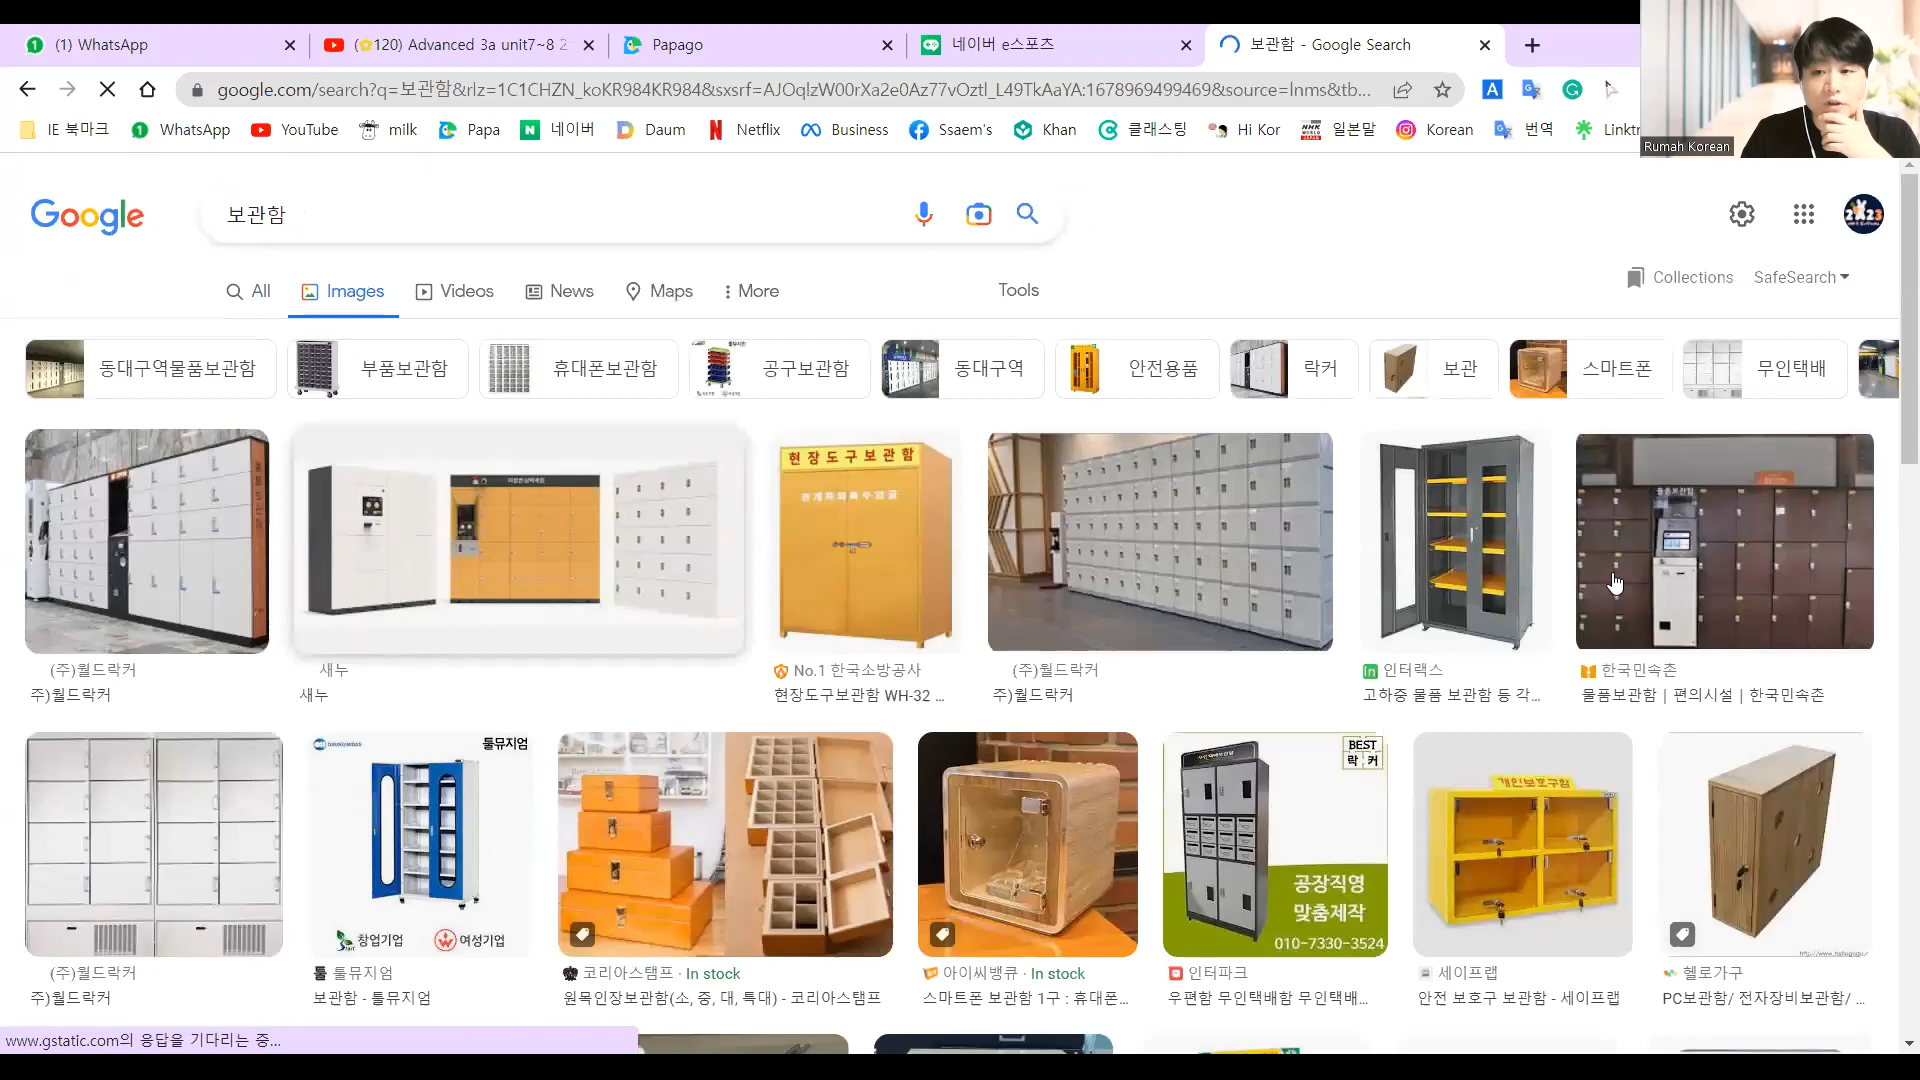 (1) WhatsApp
(⭐120) Advanced 3a unit7~8 2
Papago
네이버 e스포츠
보관함 - Google Search
google.com/search?q=보관함&rlz=1C1CHZN_koKR984KR984&sxsrf=AJOqlzW00rXa2e0Az77vOztl_L49TkAaYA:1678969499469&source=lnms&tb...
IE 북마크
WhatsApp
YouTube
milk
Papa
네이버
Daum
Netflix
Business
Ssaem's
Khan
클래스팅
Hi Kor
일본말
Korean
번역
Linktr
Rumah Korean
Google
보관함
All
Images
Videos
News
Maps
More
Tools
Collections
SafeSearch
동대구역물품보관함
부품보관함
휴대폰보관함
공구보관함
동대구역
안전용품
락커
보관
스마트폰
무인택배
현장도구보관함
물품보관함
(주)월드락커
주)월드락커
새누
새누
No.1 한국소방공사
현장도구보관함 WH-32 ...
(주)월드락커
주)월드락커
인터랙스
고하중 물품 보관함 등 각...
한국민속촌
물품보관함 | 편의시설 | 한국민속촌
툴뮤지엄
창업기업
여성기업
BEST
락 커
공장직영
맞춤제작
010-7330-3524
개인보호구함
(주)월드락커
주)월드락커
툴뮤지엄
보관함 - 툴뮤지엄
코리아스탬프 · In stock
원목인장보관함(소, 중, 대, 특대) - 코리아스탬프
아이씨뱅큐 · In stock
스마트폰 보관함 1구 : 휴대폰...
인터파크
우편함 무인택배함 무인택배...
세이프랩
안전 보호구 보관함 - 세이프랩
헬로가구
PC보관함/ 전자장비보관함/ ...
www.gstatic.com의 응답을 기다리는 중...